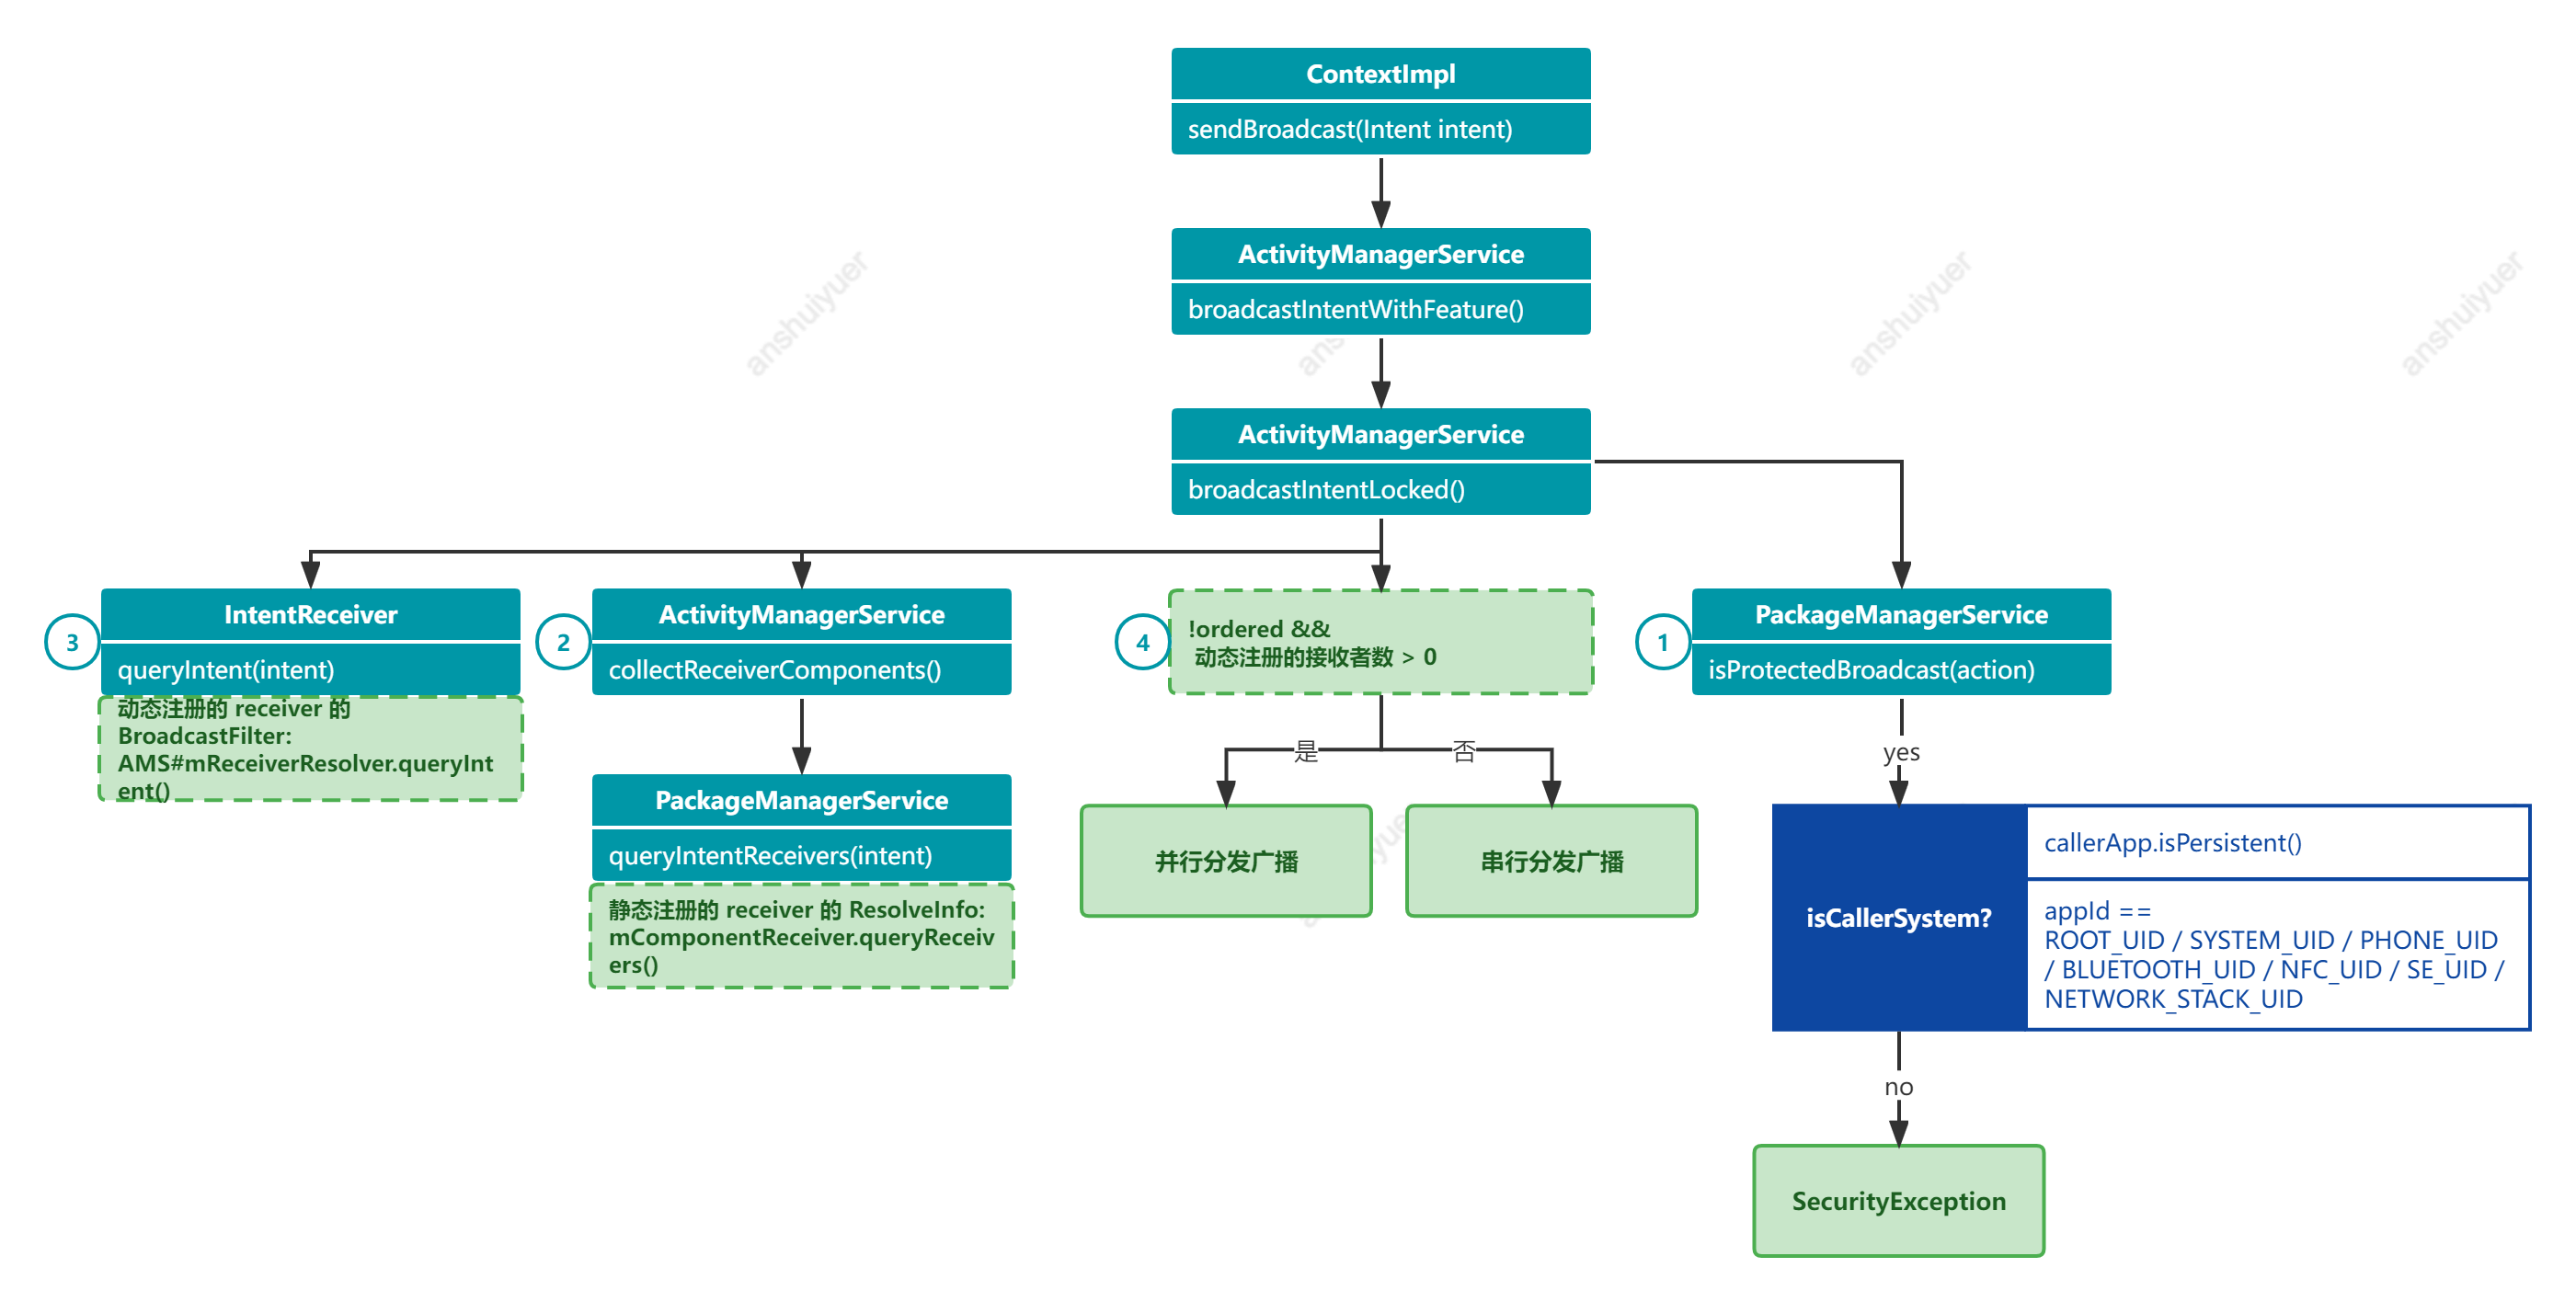 ContextImpl
sendBroadcast(Intent intent)
ActivityManagerService
broadcastIntentWithFeature()
ActivityManagerService
broadcastIntentLocked()
3
IntentReceiver
queryIntent(intent)
动态注册的 receiver 的
BroadcastFilter:
AMS#mReceiverResolver.queryInt
ent()
2
ActivityManagerService
collectReceiverComponents()
PackageManagerService
queryIntentReceivers(intent)
静态注册的 receiver 的 ResolveInfo:
mComponentReceiver.queryReceiv
ers()
4
!ordered &&
动态注册的接收者数 > 0
是
否
并行分发广播
串行分发广播
1
PackageManagerService
isProtectedBroadcast(action)
yes
isCallerSystem?
callerApp.isPersistent()
appId ==
ROOT_UID / SYSTEM_UID / PHONE_UID
/ BLUETOOTH_UID / NFC_UID / SE_UID /
NETWORK_STACK_UID
no
SecurityException
anshuiyuer
anshuiyuer
anshuiyuer